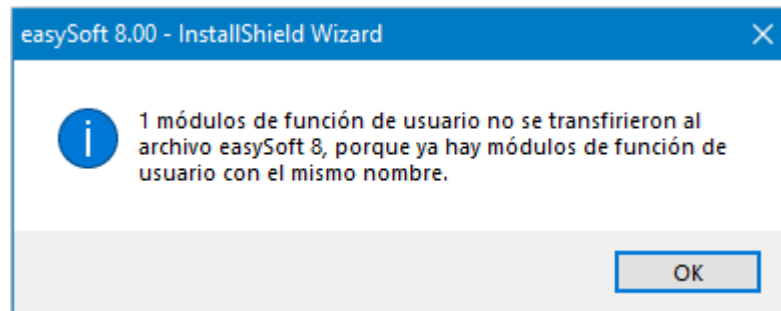 easySoft 8.00 - InstallShield Wizard
1 módulos de función de usuario no se transfirieron al
archivo easySoft 8, porque ya hay módulos de función de
usuario con el mismo nombre.
OK